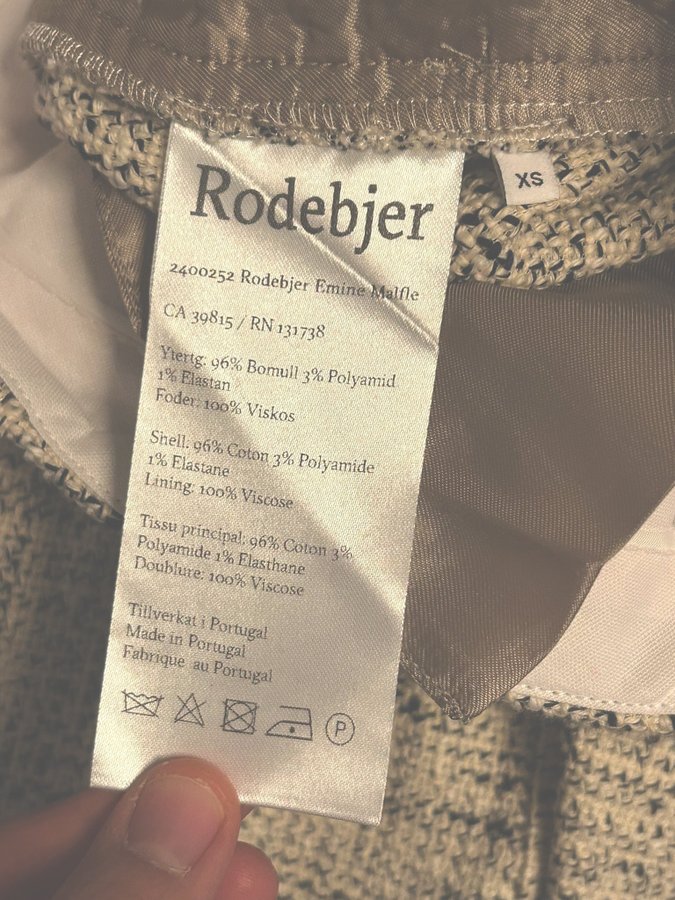 Rodebjer
XS
2400252 Rodebjer Emine Malfle
CA 39815 / RN 131738
Ytertg: 96% Bomull 3% Polyamid
1% Elastan
Foder: 100% Viskos
Shell: 96% Coton 3% Polyamide
1% Elastane
Lining: 100% Viscose
Tissu principal: 96% Coton 3%
Polyamide 1% Elasthane
Doublure: 100% Viscose
Tillverkat i Portugal
Made in Portugal
Fabrique au Portugal
P